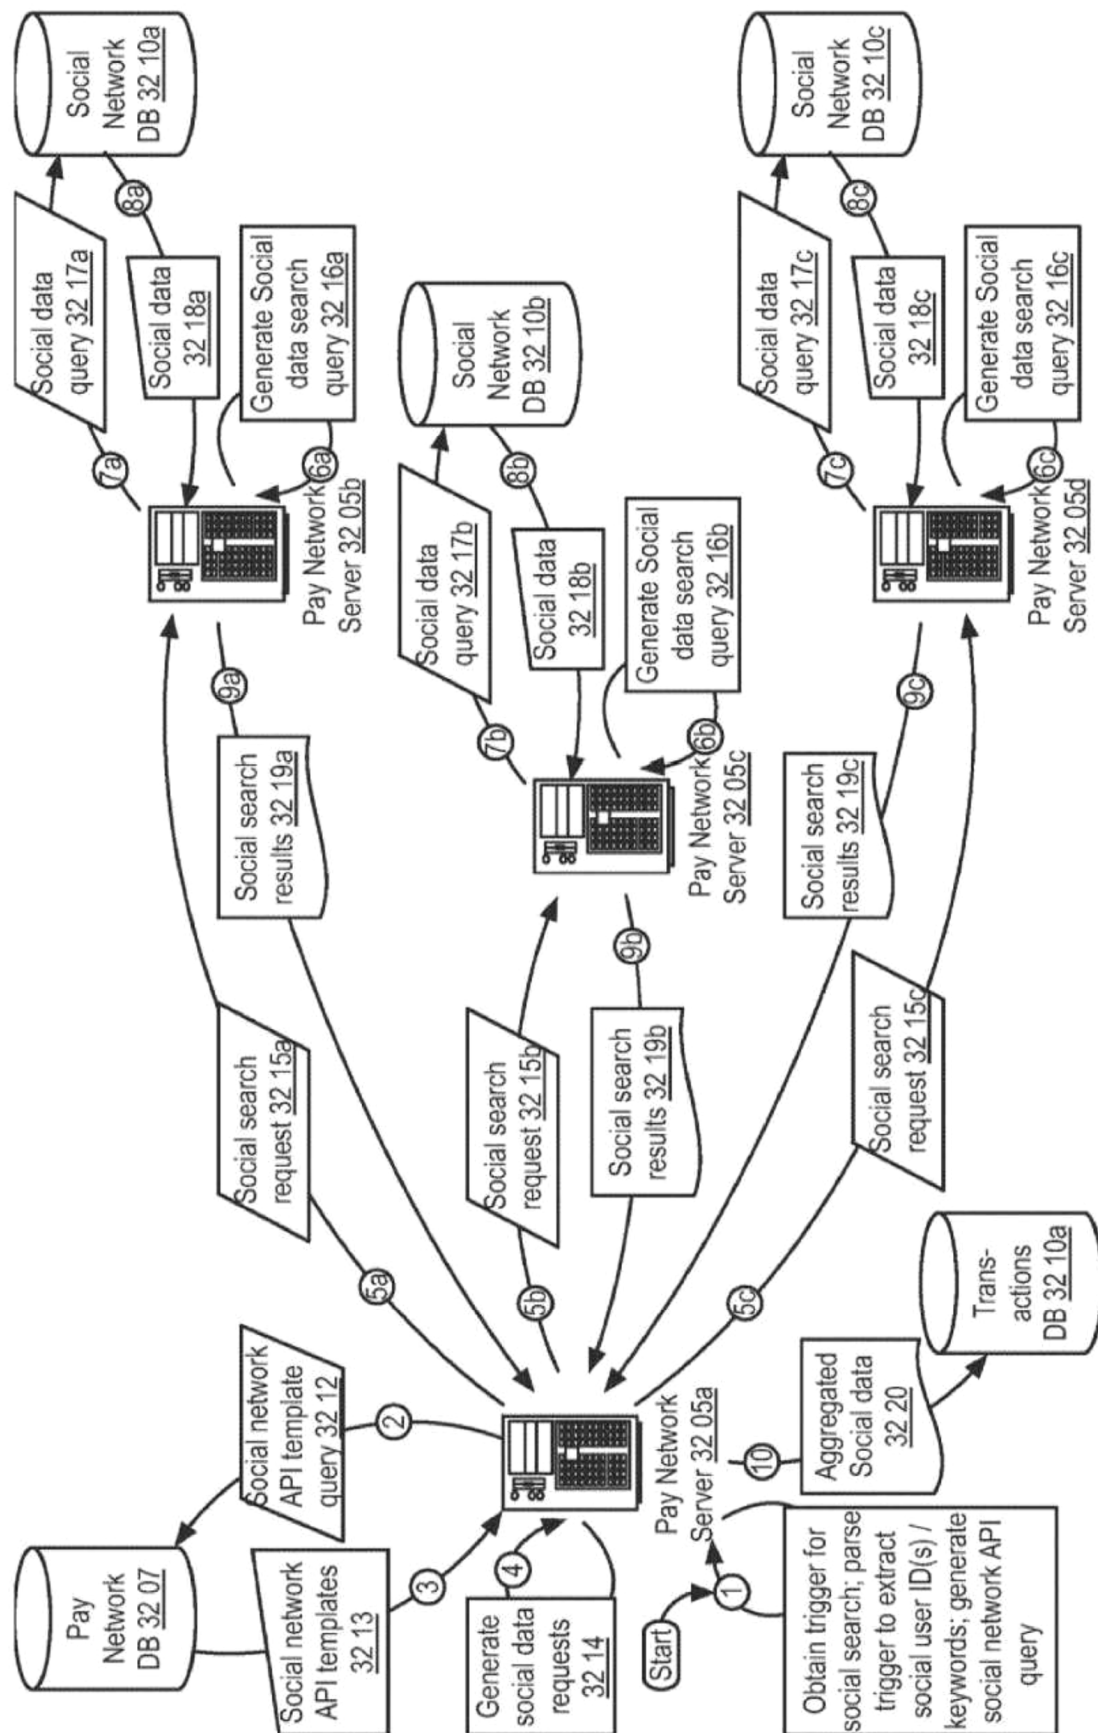 Pay
Network
DB 32 07
Social network
API template
query 32 12
2
Social network
API templates
32 13
3
Generate
social data
requests
32 14
4
Start
1
Obtain trigger for
social search; parse
trigger to extract
social user ID(s) /
keywords; generate
social network API
query
Pay Network
Server 32 05a
10
Aggregated
Social data
32 20
Trans-
actions
DB 32 10a
5a
Social search
request 32 15a
5b
Social search
request 32 15b
5c
Social search
request 32 15c
Social search
results 32 19a
9a
Social search
results 32 19b
9b
Social search
results 32 19c
9c
Pay Network
Server 32 05b
6a
Generate Social
data search
query 32 16a
7a
Social data
query 32 17a
Social data
32 18a
8a
Social
Network
DB 32 10a
Pay Network
Server 32 05c
6b
Generate Social
data search
query 32 16b
7b
Social data
query 32 17b
Social data
32 18b
8b
Social
Network
DB 32 10b
Pay Network
Server 32 05d
6c
Generate Social
data search
query 32 16c
7c
Social data
query 32 17c
Social data
32 18c
8c
Social
Network
DB 32 10c